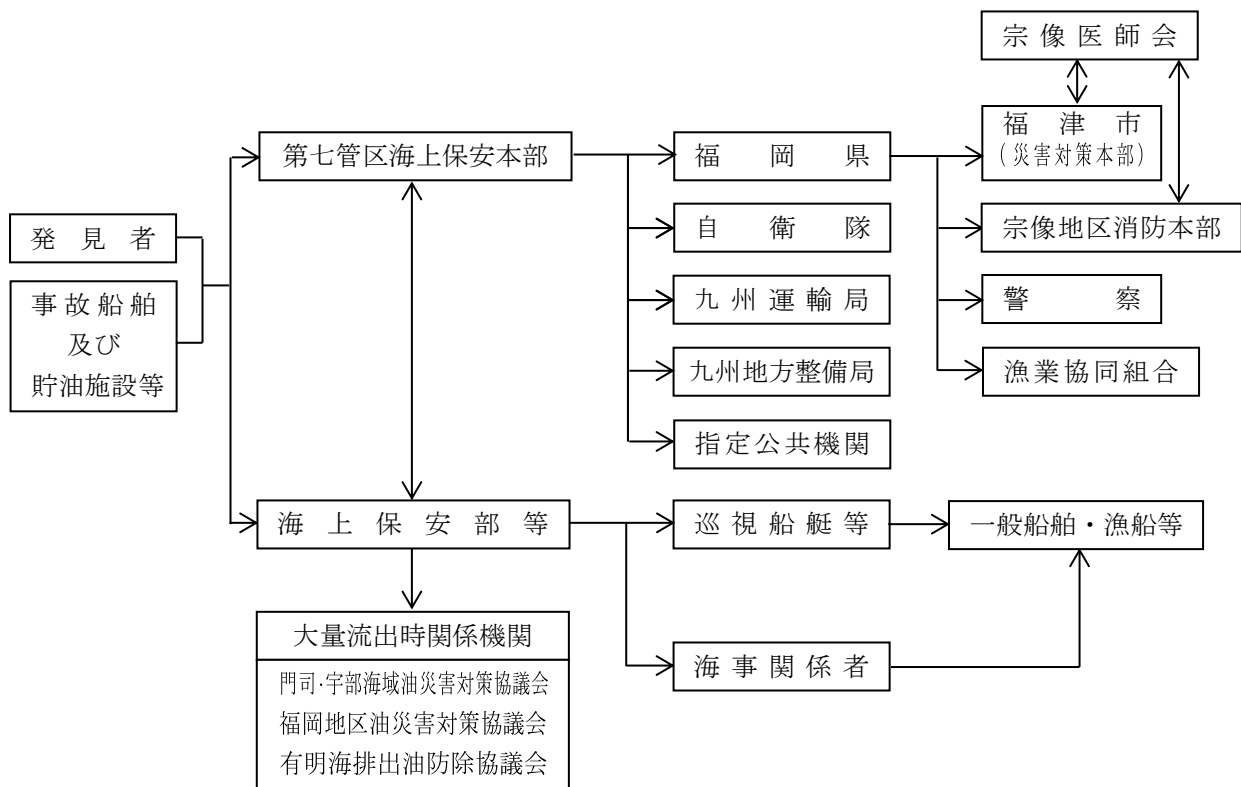 宗像医師会
第七管区海上保安本部
福岡県
福津市
（災害対策本部）
発見者
自衛隊
宗像地区消防本部
事故船舶
及び
貯油施設等
九州運輸局
警察
九州地方整備局
漁業協同組合
指定公共機関
海上保安部等
巡視船艇等
一般船舶・漁船等
大量流出時関係機関
門司･宇部海域油災害対策協議会
福岡地区油災害対策協議会
有明海排出油防除協議会
海事関係者